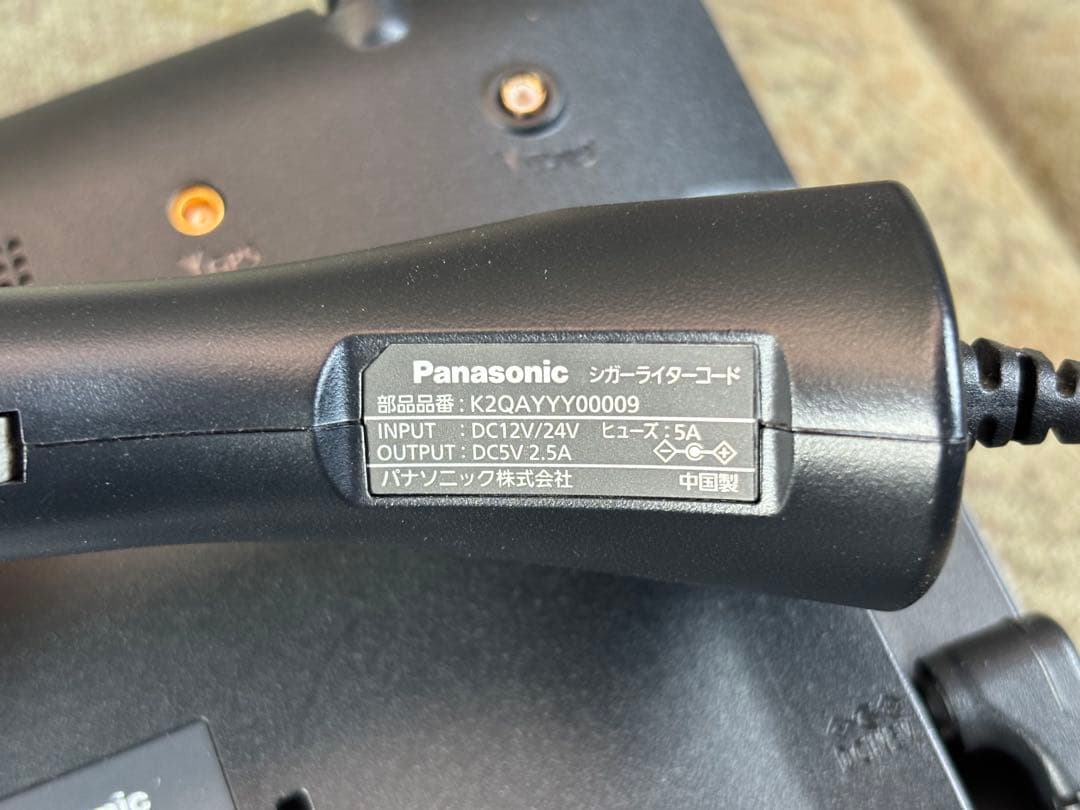 Panasonic シガーライターコード
部品品番 : K2QAYYY00009
INPUT : DC12V/24V ヒューズ : 5A
OUTPUT : DC5V 2.5A
パナソニック株式会社 中国製